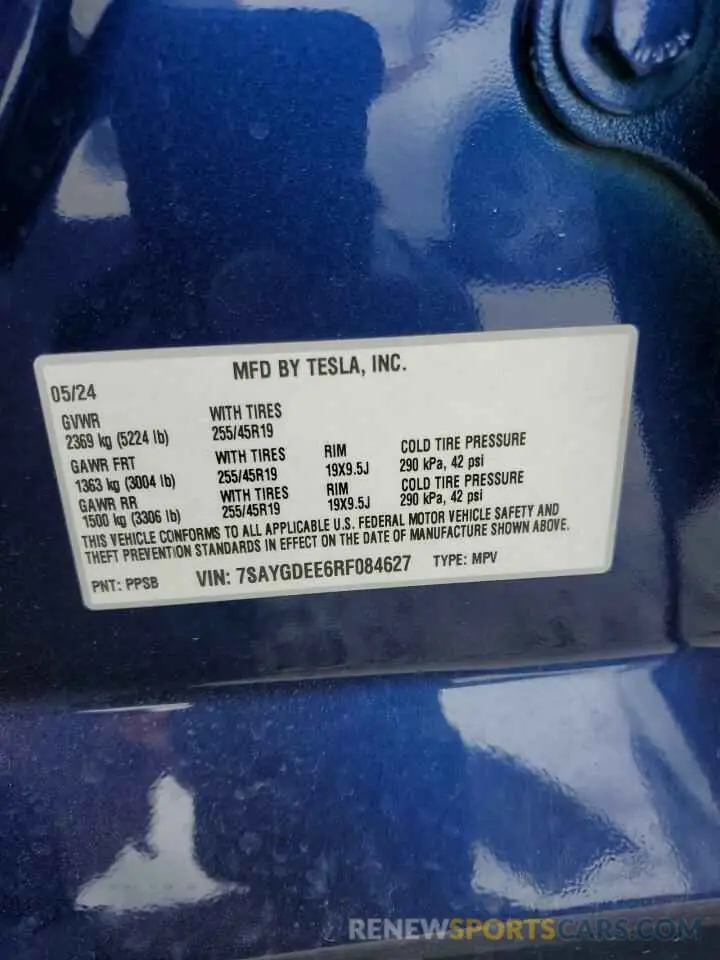 MFD BY TESLA, INC.
05/24
GVWR
2369 kg (5224 lb)
WITH TIRES
255/45R19
GAWR FRT
1363 kg (3004 lb)
WITH TIRES
255/45R19
RIM
19X9.5J
COLD TIRE PRESSURE
290 kPa, 42 psi
GAWR RR
1500 kg (3306 lb)
WITH TIRES
255/45R19
RIM
19X9.5J
COLD TIRE PRESSURE
290 kPa, 42 psi
THIS VEHICLE CONFORMS TO ALL APPLICABLE U.S. FEDERAL MOTOR VEHICLE SAFETY AND
THEFT PREVENTION STANDARDS IN EFFECT ON THE DATE OF MANUFACTURE SHOWN ABOVE.
PNT: PPSB VIN: 7SAYGDEE6RF084627 TYPE: MPV
RENEWSPORTSCARS.COM